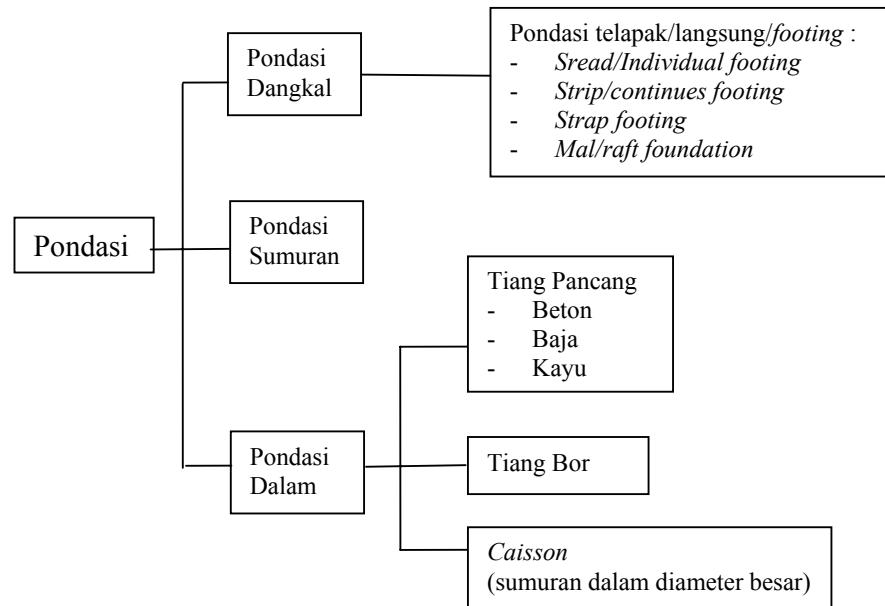 Pondasi
Pondasi
Dangkal
Pondasi telapak/langsung/footing :
- Sread/Individual footing
- Strip/continues footing
- Strap footing
- Mal/raft foundation
Pondasi
Sumuran
Pondasi
Dalam
Tiang Pancang
- Beton
- Baja
- Kayu
Tiang Bor
Caisson
(sumuran dalam diameter besar)